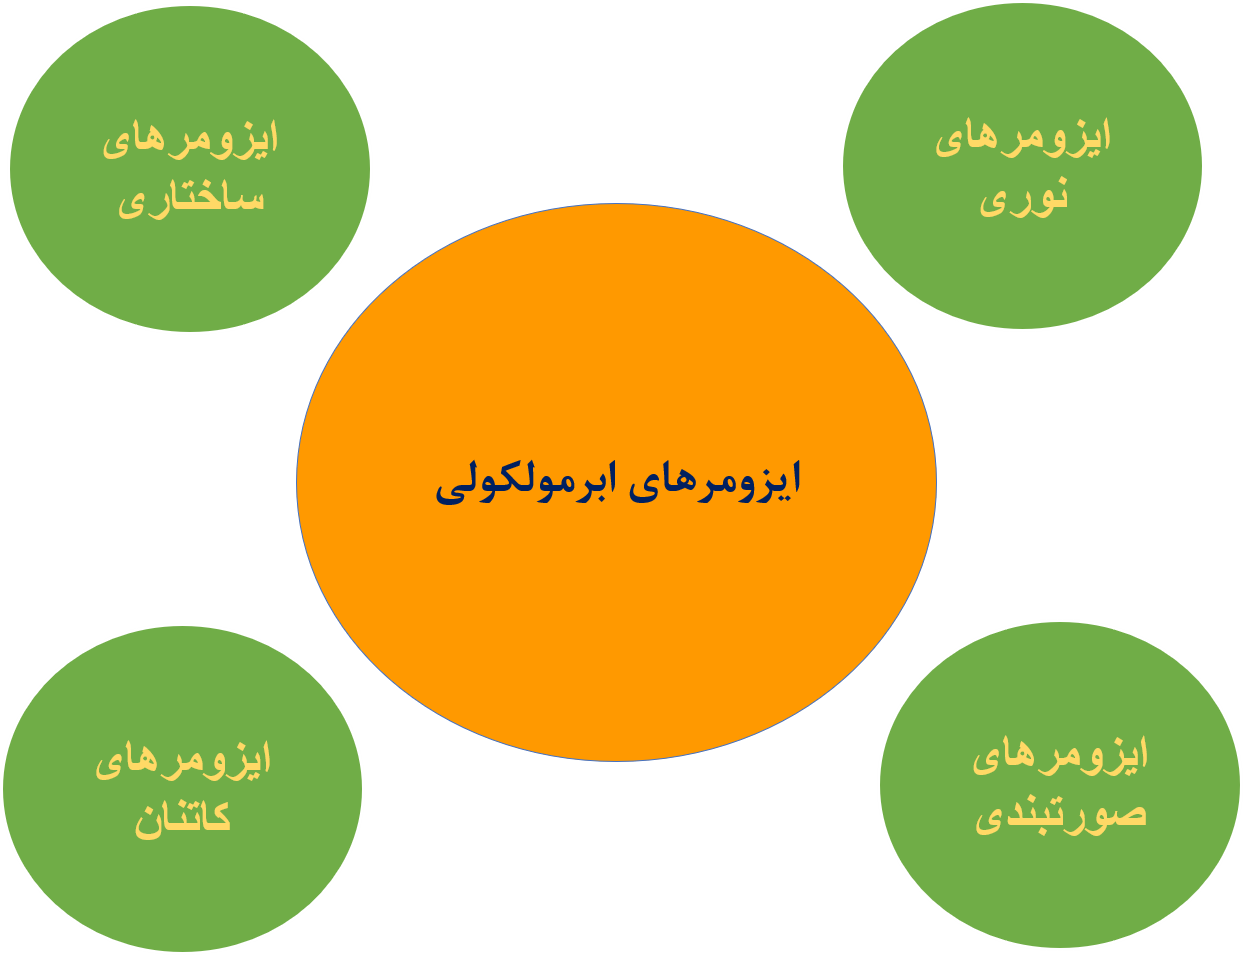 ایزومرهای
نوری
ایزومرهای
ساختاری
ایزومرهای ابرمولکولی
ایزومرهای
صورتبندی
ایزومرهای
کاتنان